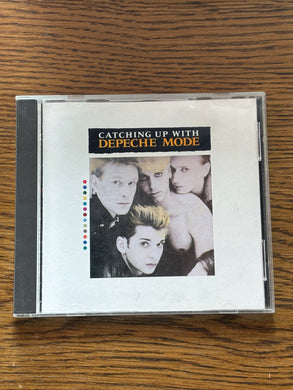 CATCHING UP WITH
DEPECHE MODE